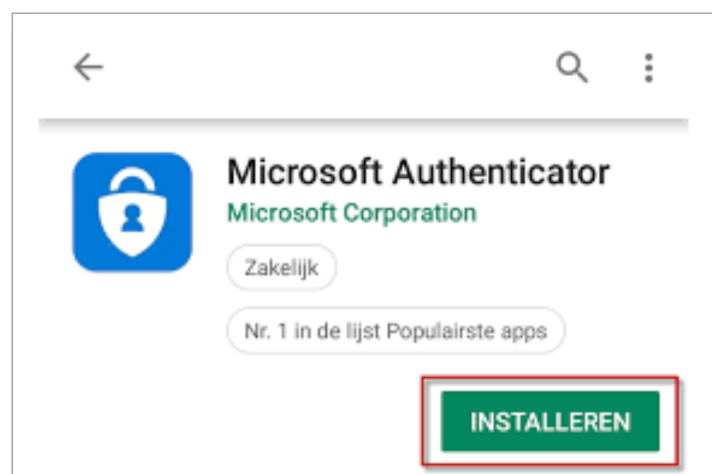 Microsoft Authenticator
Microsoft Corporation
Zakelijk
Nr. 1 in de lijst Populairste apps
INSTALLEREN